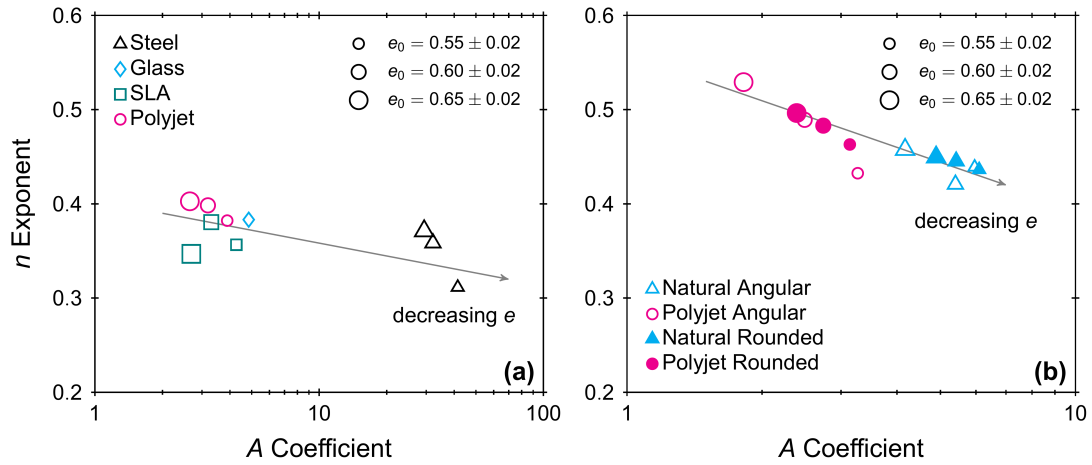 0.6
0.5
0.4
0.3
0.2
n Exponent
Steel
Glass
SLA
Polyjet
e₀ = 0.55 ± 0.02
e₀ = 0.60 ± 0.02
e₀ = 0.65 ± 0.02
decreasing e
(a)
1
10
100
A Coefficient
0.6
0.5
0.4
0.3
0.2
e₀ = 0.55 ± 0.02
e₀ = 0.60 ± 0.02
e₀ = 0.65 ± 0.02
decreasing e
Natural Angular
Polyjet Angular
Natural Rounded
Polyjet Rounded
(b)
1
10
A Coefficient